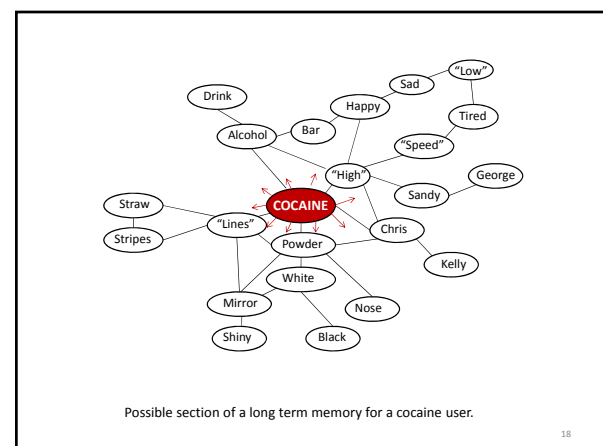 “Low”
Sad
Drink
Happy
Tired
Bar
Alcohol
“Speed”
“High”
George
Sandy
COCAINE
Straw
“Lines”
Chris
Stripes
Powder
Kelly
White
Mirror
Nose
Shiny
Black
Possible section of a long term memory for a cocaine user.
18